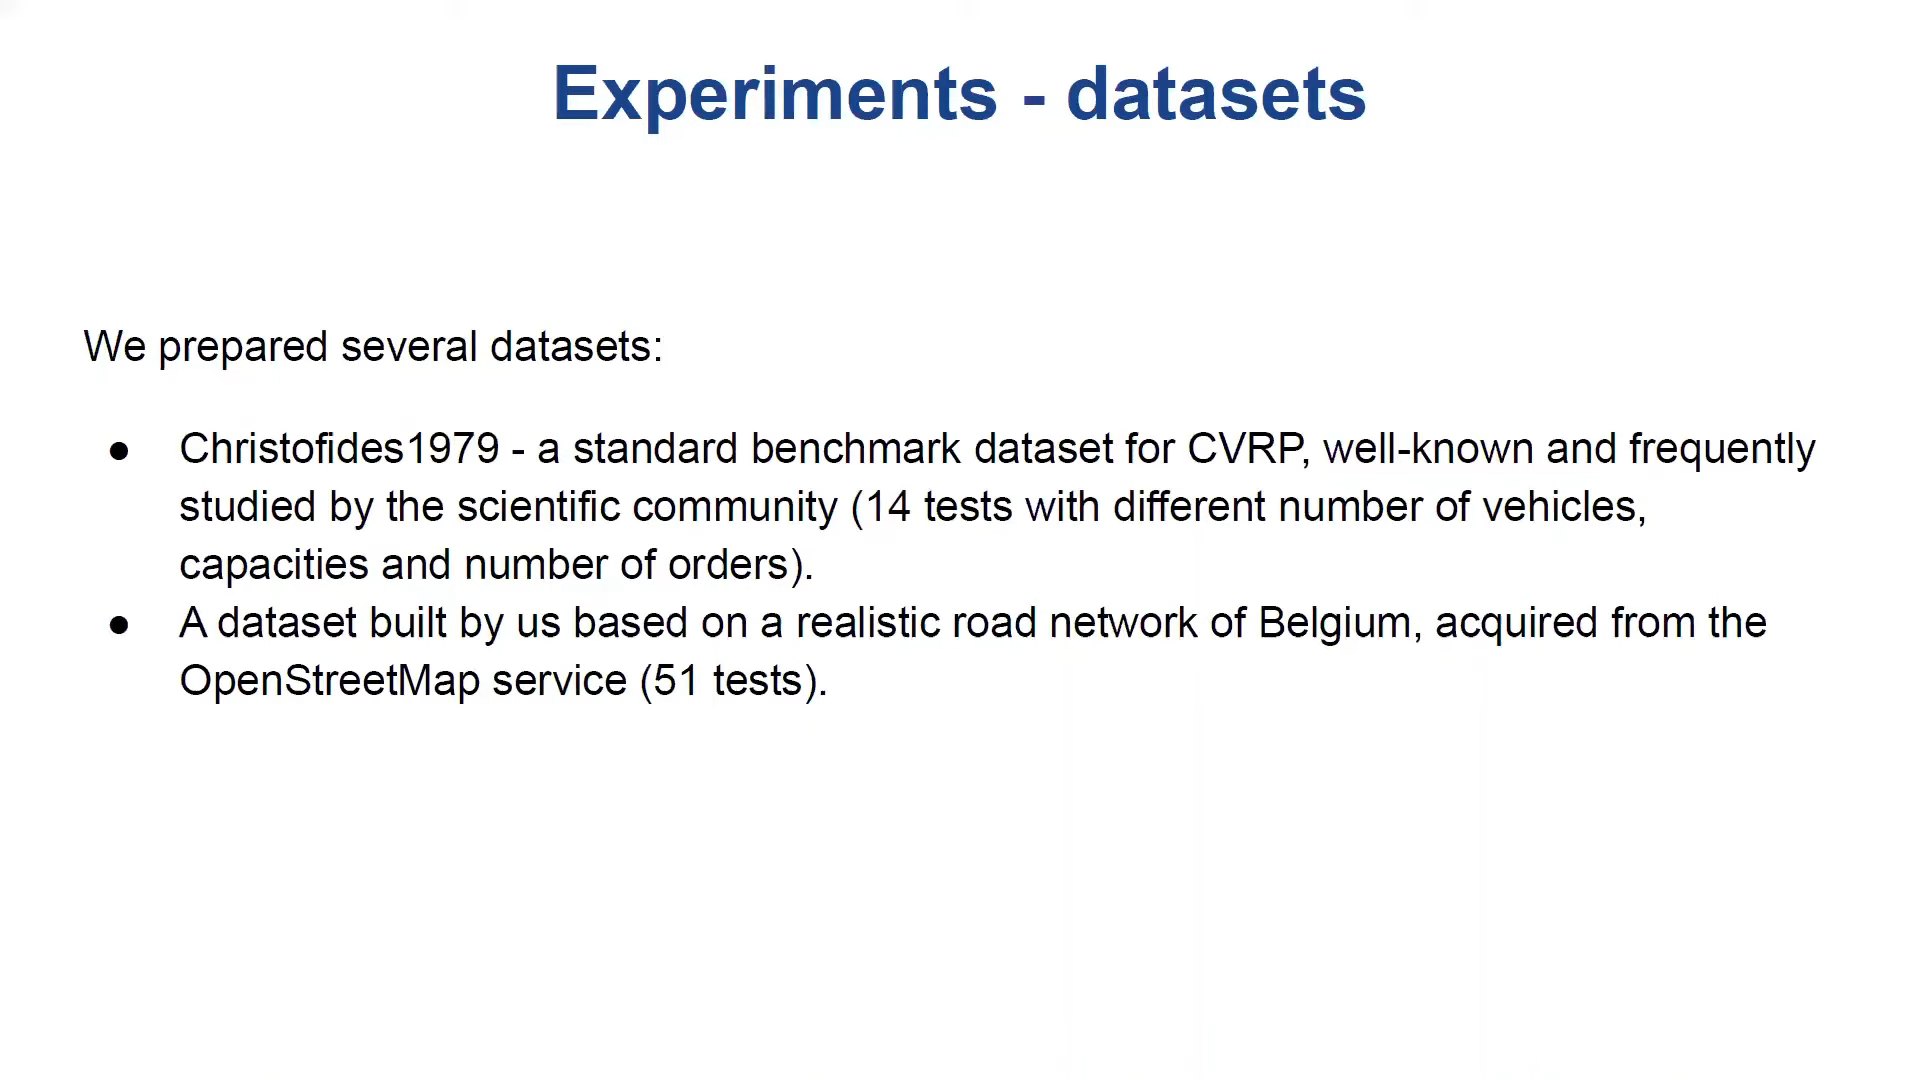 Experiments - datasets
We prepared several datasets:
● Christofides1979 - a standard benchmark dataset for CVRP, well-known and frequently
studied by the scientific community (14 tests with different number of vehicles,
capacities and number of orders).
● A dataset built by us based on a realistic road network of Belgium, acquired from the
OpenStreetMap service (51 tests).